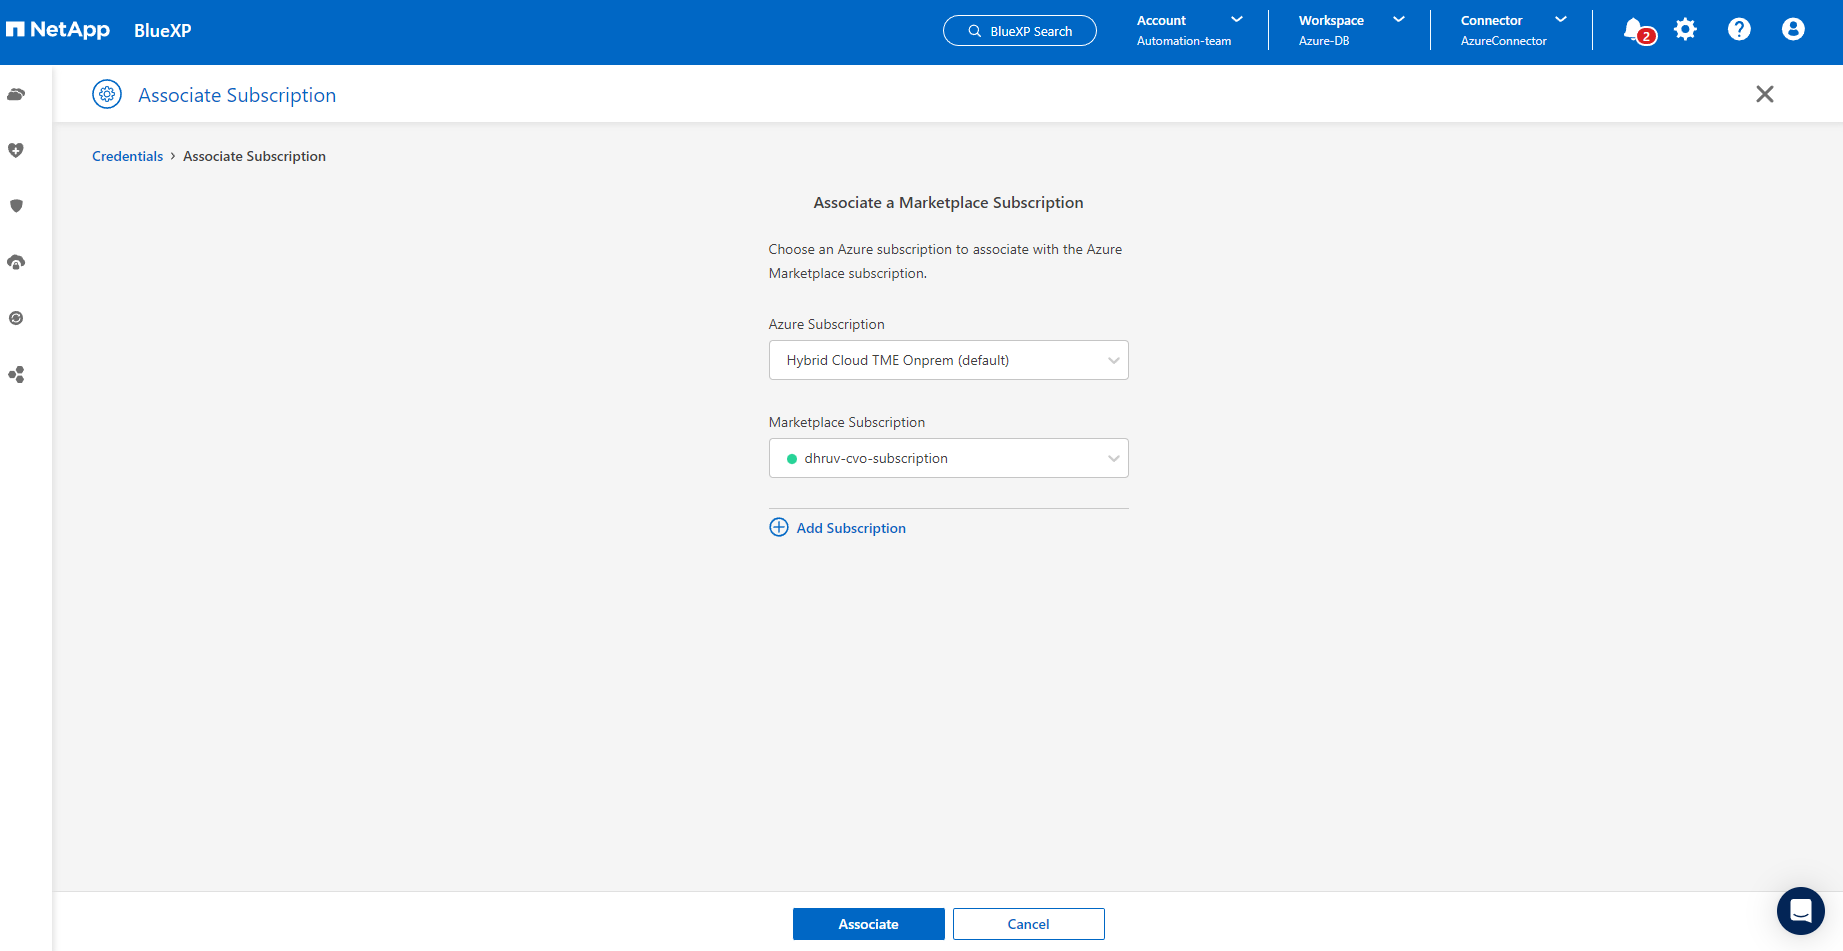 NetApp BlueXP
BlueXP Search
Account
Automation-team
Workspace
Azure-DB
Connector
AzureConnector
2
Associate Subscription
Credentials > Associate Subscription
Associate a Marketplace Subscription
Choose an Azure subscription to associate with the Azure
Marketplace subscription.
Azure Subscription
Hybrid Cloud TME Onprem (default)
Marketplace Subscription
dhruv-cvo-subscription
Add Subscription
Associate
Cancel